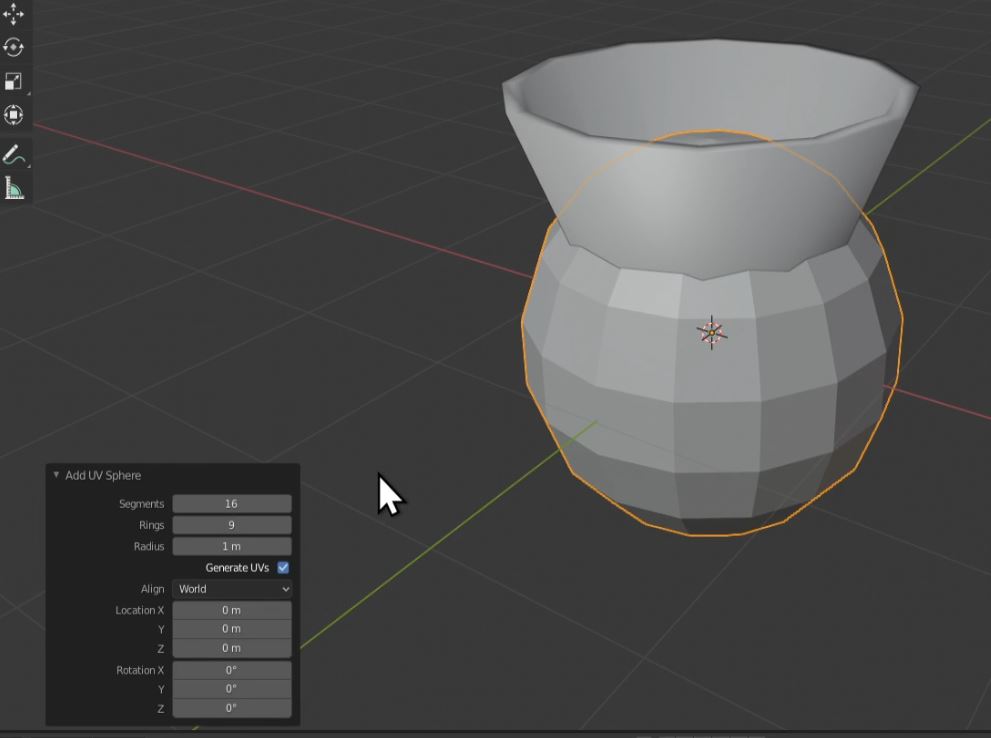 Add UV Sphere
Segments 16
Rings 9
Radius 1 m
Generate UVs
Align World
Location X 0 m
Y 0 m
Z 0 m
Rotation X 0°
Y 0°
Z 0°